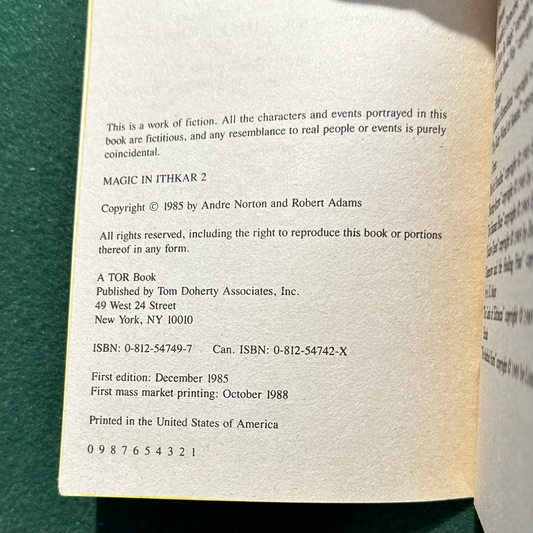 This is a work of fiction. All the characters and events portrayed in this
book are fictitious, and any resemblance to real people or events is purely
coincidental.
MAGIC IN ITHKAR 2
Copyright © 1985 by Andre Norton and Robert Adams
All rights reserved, including the right to reproduce this book or portions
thereof in any form.
A TOR Book
Published by Tom Doherty Associates, Inc.
49 West 24 Street
New York, NY 10010
ISBN: 0-812-54749-7 Can. ISBN: 0-812-54742-X
First edition: December 1985
First mass market printing: October 1988
Printed in the United States of America
0 9 8 7 6 5 4 3 2 1